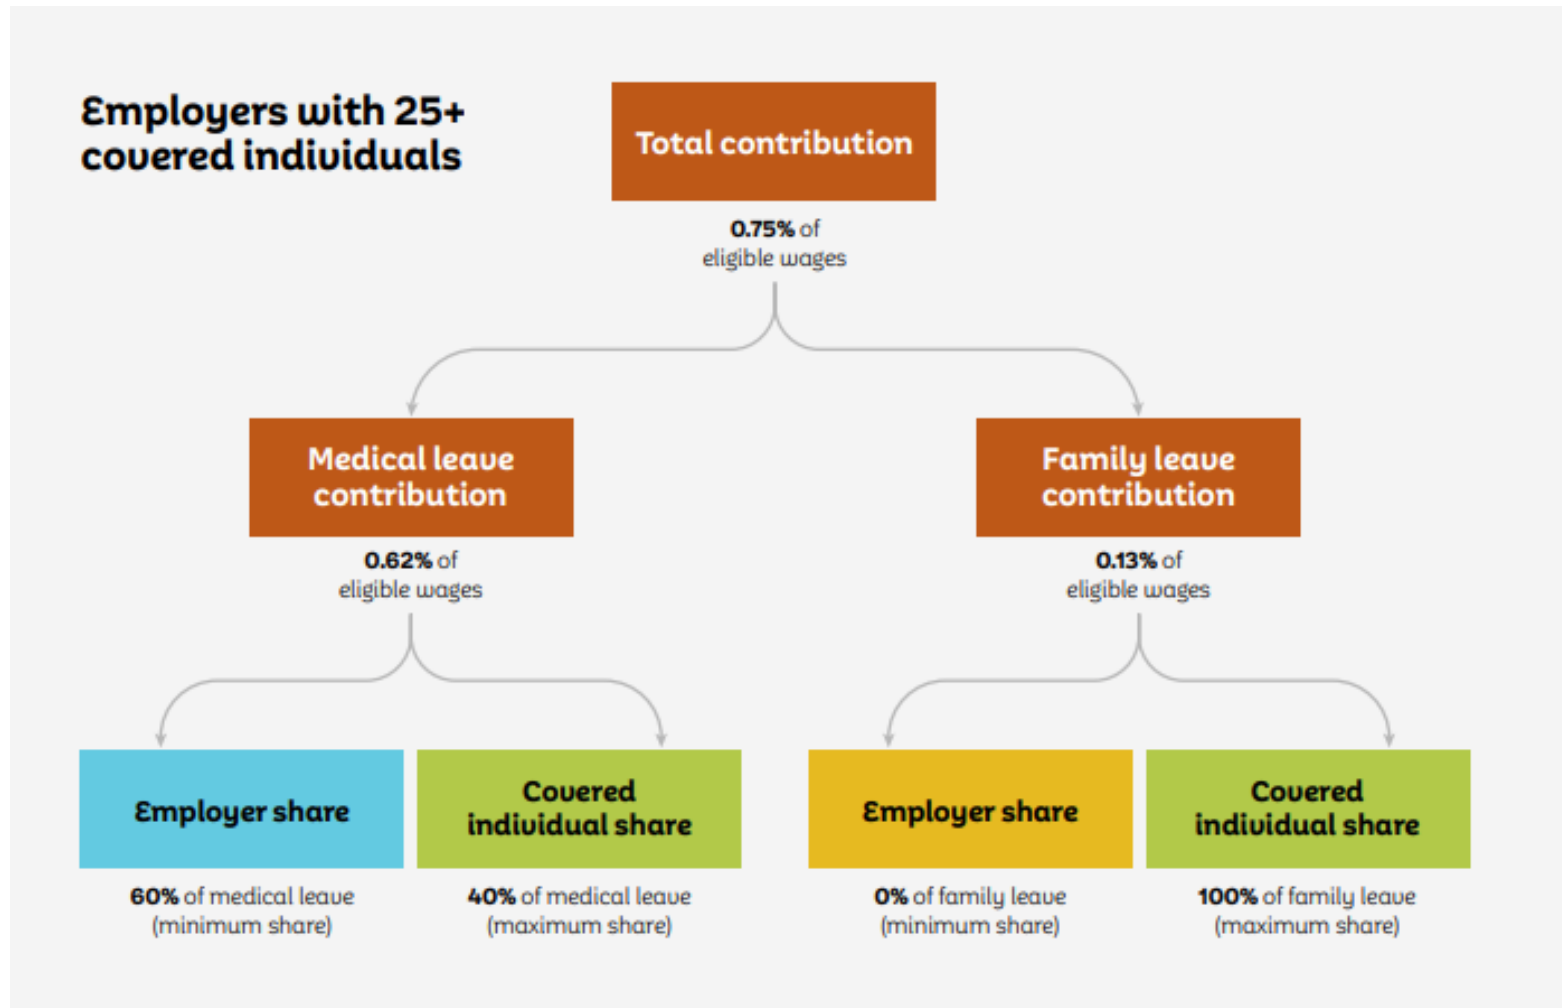 Employers with 25+
covered individuals
Total contribution
0.75% of
eligible wages
Medical leave
contribution
Family leave
contribution
0.62% of
eligible wages
0.13% of
eligible wages
Employer share
Covered
individual share
Employer share
Covered
individual share
60% of medical leave
(minimum share)
40% of medical leave
(maximum share)
0% of family leave
(minimum share)
100% of family leave
(maximum share)